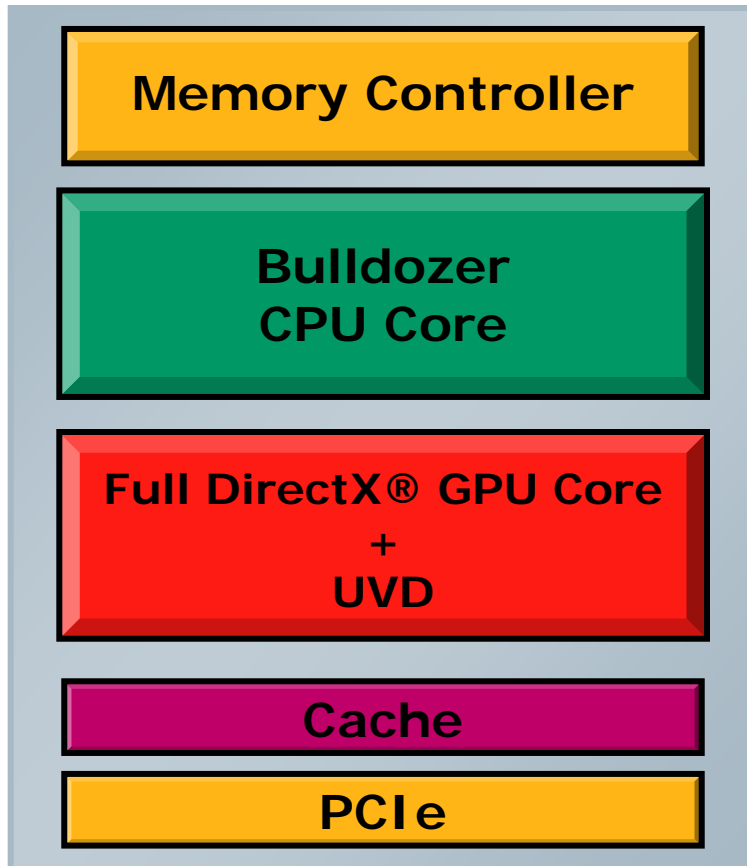 Memory Controller
Bulldozer
CPU Core
Full DirectX® GPU Core
+
UVD
Cache
PCIe